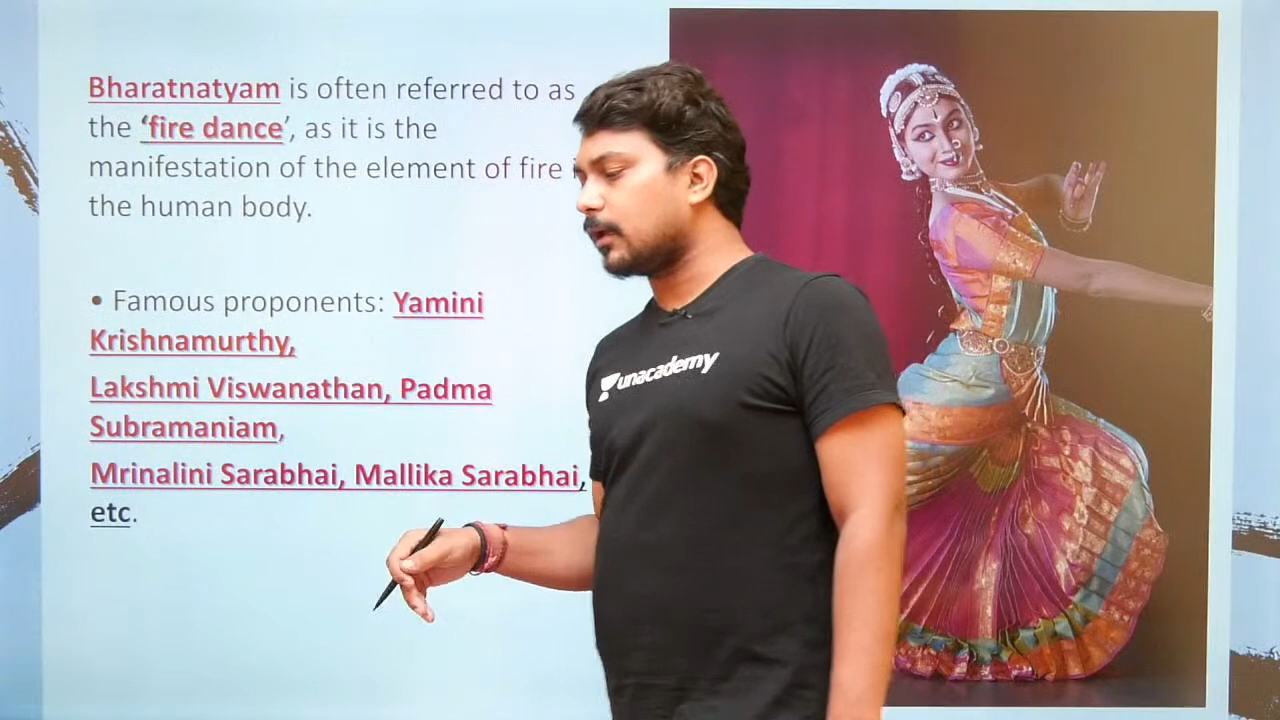 Bharatnatyam is often referred to as
the ‘fire dance’, as it is the
manifestation of the element of fire
the human body.
• Famous proponents: Yamini
Krishnamurthy,
Lakshmi Viswanathan, Padma
Subramaniam,
Mrinalini Sarabhai, Mallika Sarabhai,
etc.
unacademy